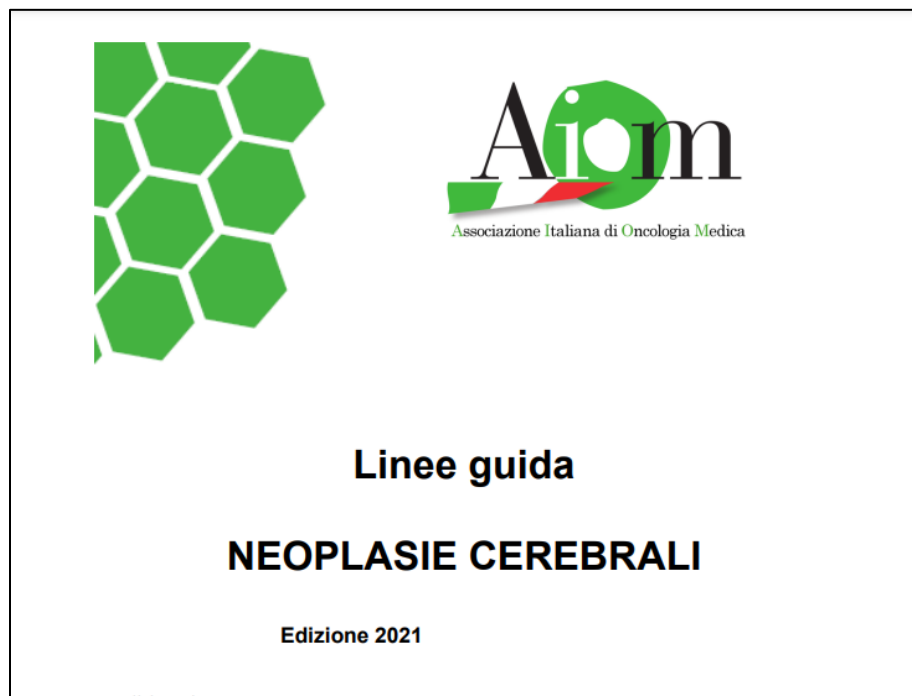 Aiom
Associazione Italiana di Oncologia Medica
Linee guida
NEOPLASIE CEREBRALI
Edizione 2021